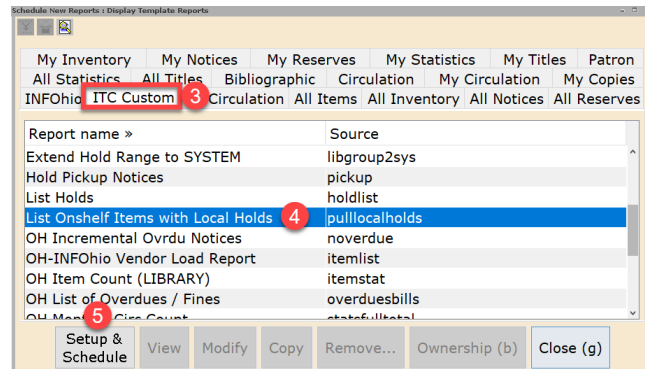 Schedule New Reports : Display Template Reports
My Inventory My Notices My Reserves My Statistics My Titles Patron
All Statistics All Titles Bibliographic Circulation My Circulation My Copies
INFOhio ITC Custom 3 Circulation All Items All Inventory All Notices All Reserves
Report name » Source
Extend Hold Range to SYSTEM libgroup2sys
Hold Pickup Notices pickup
List Holds holdlist
List Onshelf Items with Local Holds 4 pulllocalholds
OH Incremental Ovrdu Notices noverdue
OH-INFOhio Vendor Load Report itemlist
OH Item Count (LIBRARY) itemstat
OH List of Overdues / Fines overduesbills
5
Setup & Schedule View Modify Copy Remove... Ownership (b) Close (g)